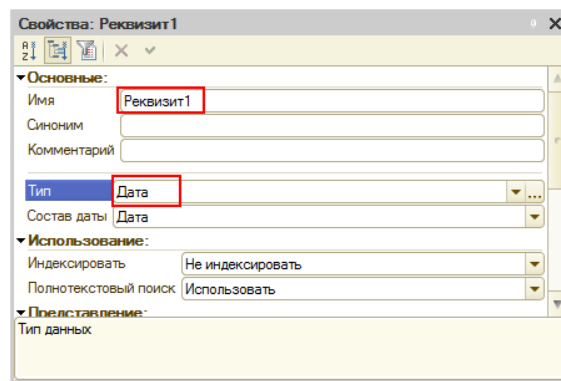 Свойства: Реквизит1
Основные:
Имя Реквизит1
Синоним
Комментарий
Тип Дата
Состав даты Дата
Использование:
Индексировать Не индексировать
Полнотекстовый поиск Использовать
Представление:
Тип данных